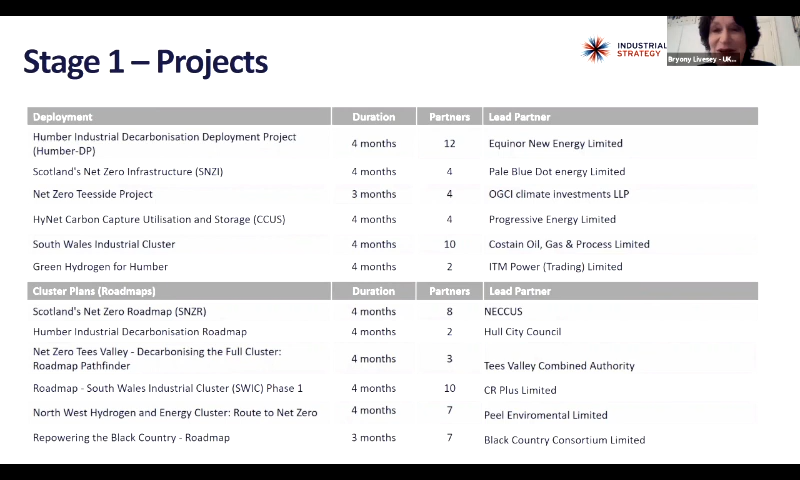 Stage 1 – Projects
INDUSTRIAL
STRATEGY
Bryony Livesey - UK...
Deployment Duration Partners Lead Partner
Humber Industrial Decarbonisation Deployment Project
(Humber-DP) 4 months 12 Equinor New Energy Limited
Scotland's Net Zero Infrastructure (SNZI) 4 months 4 Pale Blue Dot energy Limited
Net Zero Teesside Project 3 months 4 OGCI climate investments LLP
HyNet Carbon Capture Utilisation and Storage (CCUS) 4 months 4 Progressive Energy Limited
South Wales Industrial Cluster 4 months 10 Costain Oil, Gas & Process Limited
Green Hydrogen for Humber 4 months 2 ITM Power (Trading) Limited
Cluster Plans (Roadmaps) Duration Partners Lead Partner
Scotland's Net Zero Roadmap (SNZR) 4 months 8 NECCUS
Humber Industrial Decarbonisation Roadmap 4 months 2 Hull City Council
Net Zero Tees Valley - Decarbonising the Full Cluster:
Roadmap Pathfinder 4 months 3 Tees Valley Combined Authority
Roadmap - South Wales Industrial Cluster (SWIC) Phase 1 4 months 10 CR Plus Limited
North West Hydrogen and Energy Cluster: Route to Net Zero 4 months 7 Peel Enviromental Limited
Repowering the Black Country - Roadmap 3 months 7 Black Country Consortium Limited